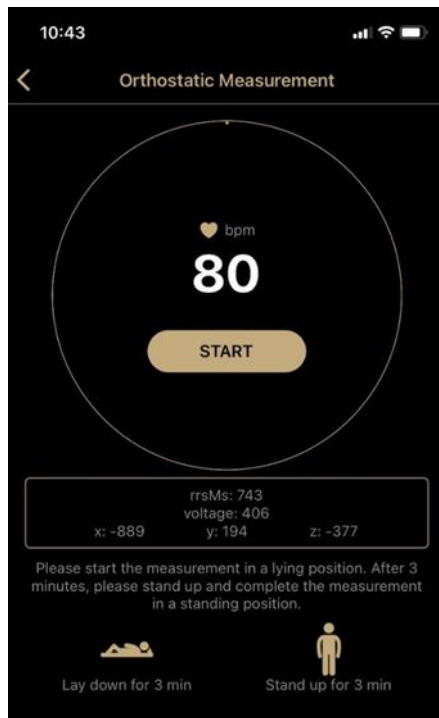 10:43
Orthostatic Measurement
bpm
80
START
rrsMs: 743
voltage: 406
x: -889 y: 194 z: -377
Please start the measurement in a lying position. After 3
minutes, please stand up and complete the measurement
in a standing position.
Lay down for 3 min Stand up for 3 min